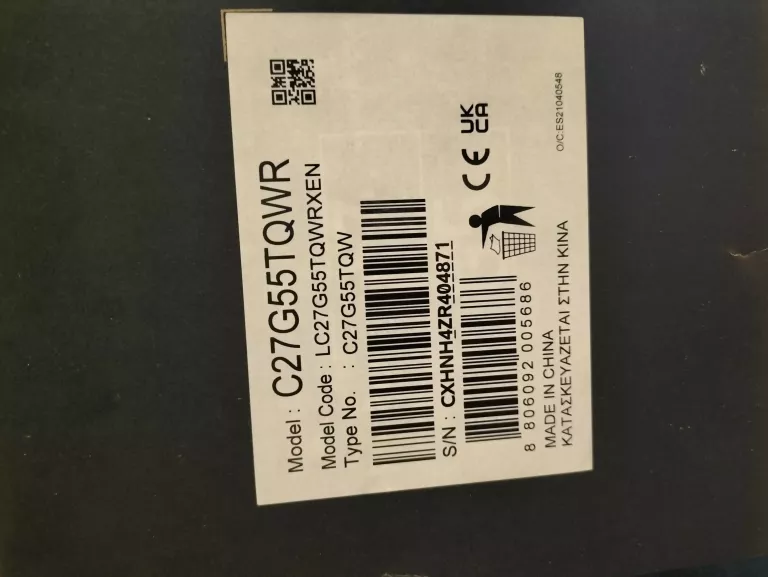 Model : C27G55TQWR
Model Code : LC27G55TQWRXEN
Type No. : C27G55TQW
S/N : CXHNH4ZR404871
8 806092 005686
MADE IN CHINA
ΚΑΤΑΣΚΕΥΑΖΕΤΑΙ ΣΤΗΝ ΚΙΝΑ
CE
UK
CA
O/C:ES21040548